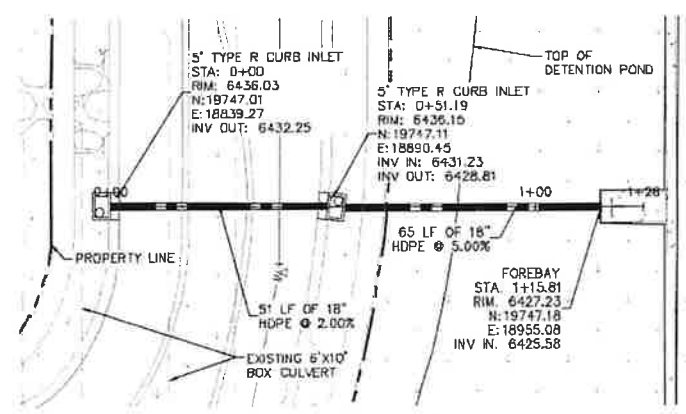 5' TYPE R CURB INLET
STA: 0+00
RIM: 6436.03
N:19747.01
E:18839.27
INV OUT: 6432.25
TOP OF
DETENTION POND
5' TYPE R CURB INLET
STA: 0+51.19
RIM: 6436.15
N:19747.11
E:18890.45
INV IN: 6431.23
INV OUT: 6428.81
0+00
1+00
1+26
65 LF OF 18"
HDPE @ 5.00%
PROPERTY LINE
51 LF OF 18"
HDPE @ 2.00%
FOREBAY
STA. 1+15.81
RIM. 6427.23
N:19747.18
E:18955.08
INV IN. 6425.58
EXISTING 6'X10'
BOX CULVERT